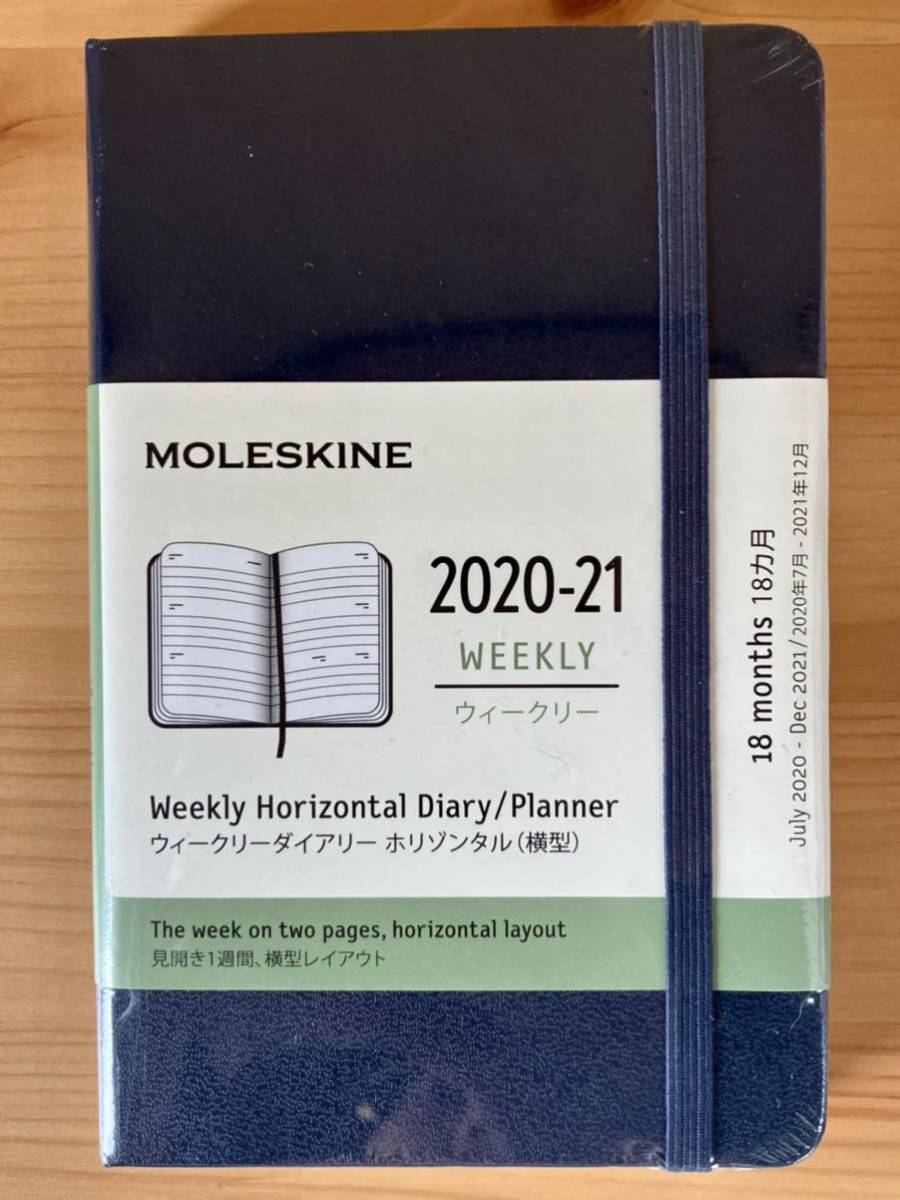 MOLESKINE
2020-21
WEEKLY
ウィークリー
Weekly Horizontal Diary/Planner
ウィークリーダイアリー ホリゾンタル（横型）
The week on two pages, horizontal layout
見開き1週間、横型レイアウト
18 months 18カ月
July 2020 - Dec 2021/ 2020年7月 - 2021年12月